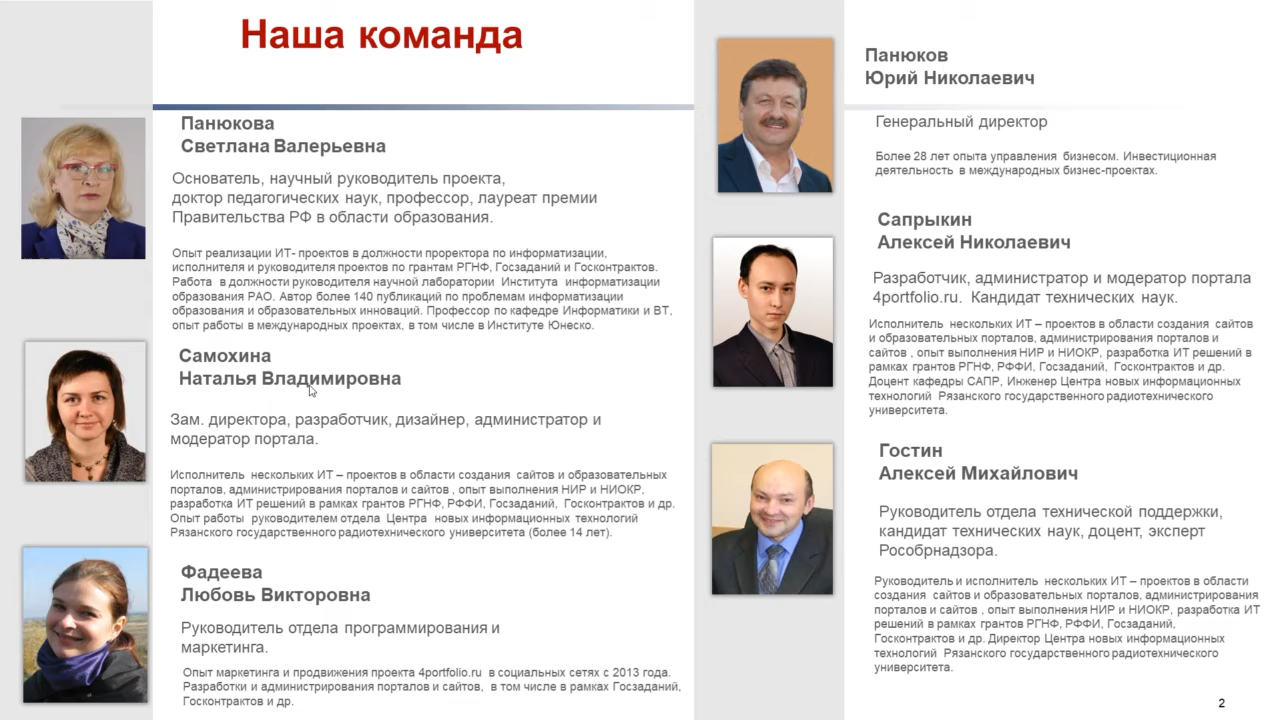 Наша команда
Панюкова
Светлана Валерьевна
Основатель, научный руководитель проекта,
доктор педагогических наук, профессор, лауреат премии
Правительства РФ в области образования.
Опыт реализации ИТ- проектов в должности проректора по информатизации,
исполнителя и руководителя проектов по грантам РГНФ, Госзаданий и Госконтрактов.
Работа в должности руководителя научной лаборатории Института информатизации
образования РАО. Автор более 140 публикаций по проблемам информатизации
образования и образовательных инноваций. Профессор по кафедре Информатики и ВТ,
опыт работы в международных проектах, в том числе в Институте Юнеско.
Самохина
Наталья Владимировна
Зам. директора, разработчик, дизайнер, администратор и
модератор портала.
Исполнитель нескольких ИТ – проектов в области создания сайтов и образовательных
порталов, администрирования порталов и сайтов , опыт выполнения НИР и НИОКР,
разработка ИТ решений в рамках грантов РГНФ, РФФИ, Госзаданий, Госконтрактов и др.
Опыт работы руководителем отдела Центра новых информационных технологий
Рязанского государственного радиотехнического университета (более 14 лет).
Фадеева
Любовь Викторовна
Руководитель отдела программирования и
маркетинга.
Опыт маркетинга и продвижения проекта 4portfolio.ru в социальных сетях с 2013 года.
Разработки и администрирования порталов и сайтов, в том числе в рамках Госзаданий,
Госконтрактов и др.
Панюков
Юрий Николаевич
Генеральный директор
Более 28 лет опыта управления бизнесом. Инвестиционная
деятельность в международных бизнес-проектах.
Сапрыкин
Алексей Николаевич
Разработчик, администратор и модератор портала
4portfolio.ru. Кандидат технических наук.
Исполнитель нескольких ИТ – проектов в области создания сайтов
и образовательных порталов, администрирования порталов и
сайтов , опыт выполнения НИР и НИОКР, разработка ИТ решений в
рамках грантов РГНФ, РФФИ, Госзаданий, Госконтрактов и др.
Доцент кафедры САПР, Инженер Центра новых информационных
технологий Рязанского государственного радиотехнического
университета.
Гостин
Алексей Михайлович
Руководитель отдела технической поддержки,
кандидат технических наук, доцент, эксперт
Рособрнадзора.
Руководитель и исполнитель нескольких ИТ – проектов в области
создания сайтов и образовательных порталов, администрирования
порталов и сайтов , опыт выполнения НИР и НИОКР, разработка ИТ
решений в рамках грантов РГНФ, РФФИ, Госзаданий,
Госконтрактов и др. Директор Центра новых информационных
технологий Рязанского государственного радиотехнического
университета.
2